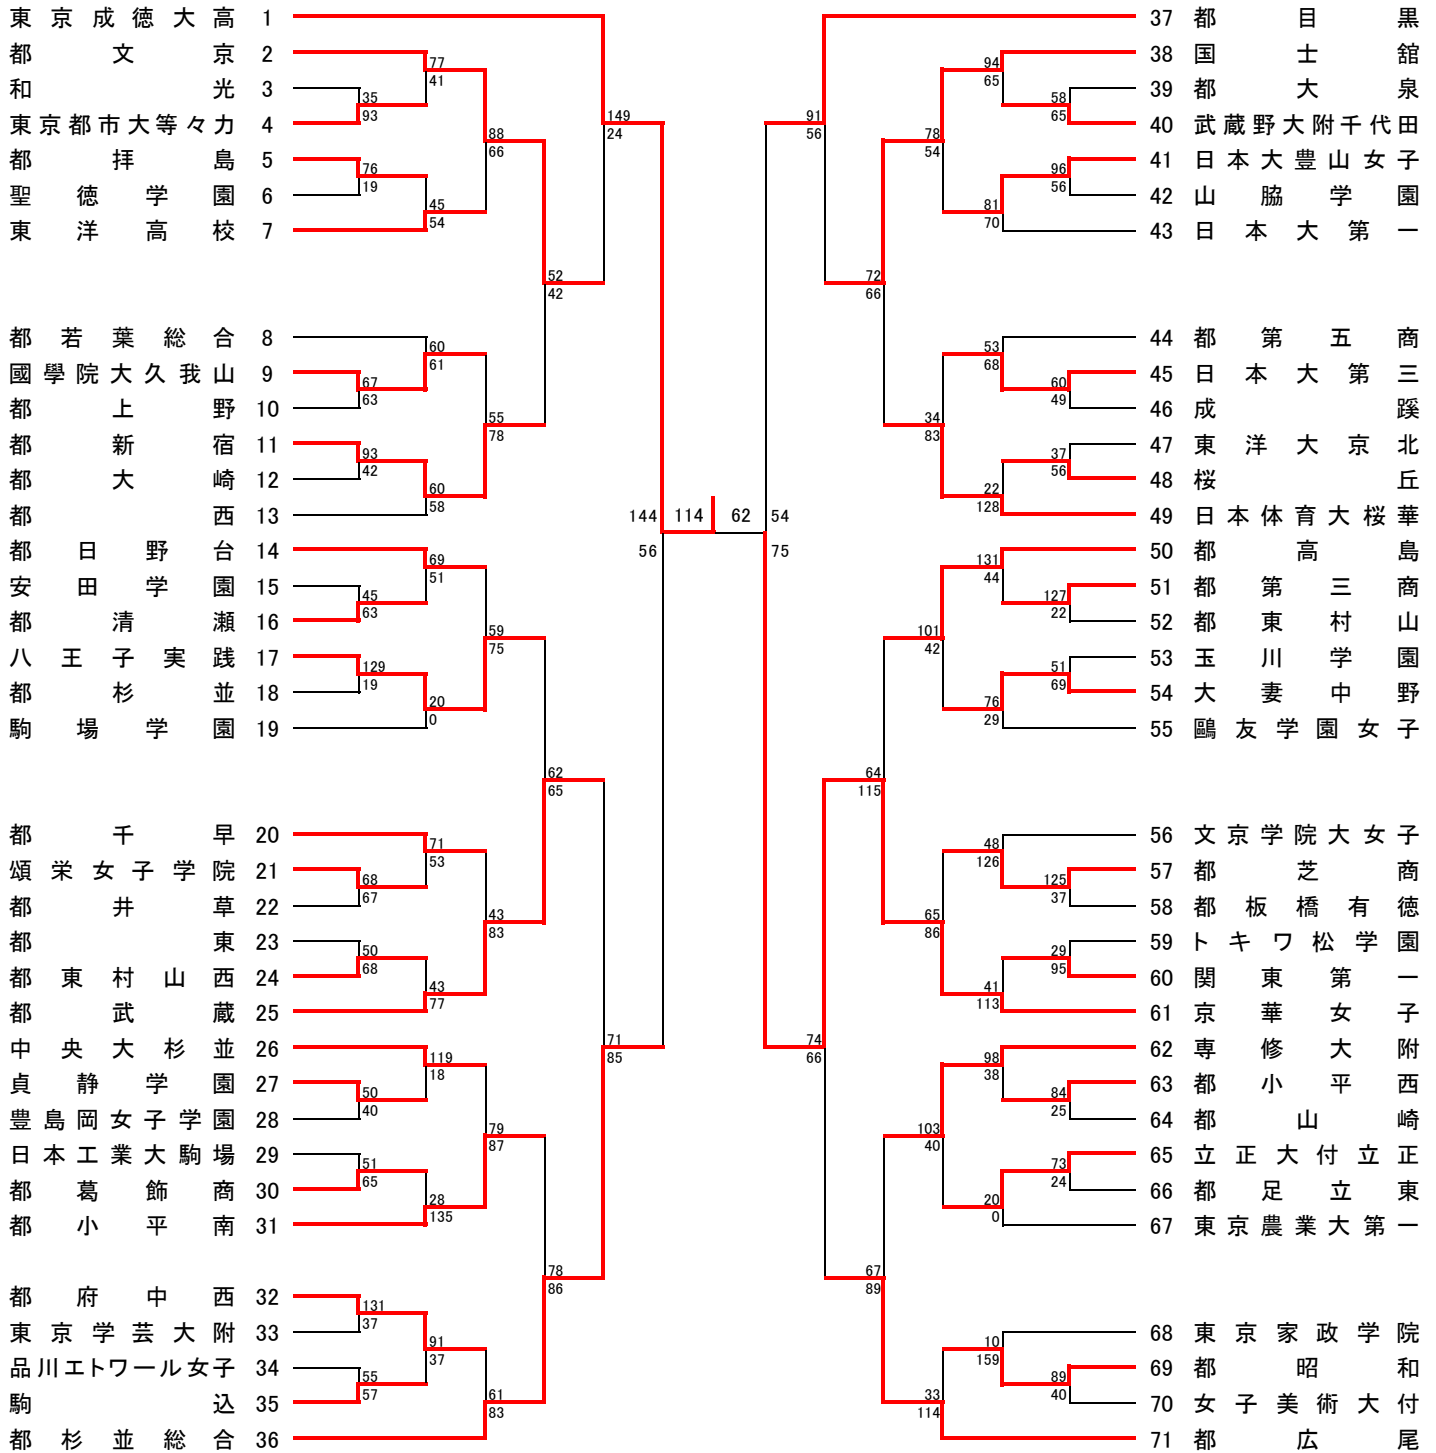 東京成徳大高 1
都文京 2
和光 3
東京都市大等々力 4
都拝島 5
聖徳学園 6
東洋高校 7
都若葉総合 8
國學院大久我山 9
都上野 10
都新宿 11
都大崎 12
都西 13
都日野台 14
安田学園 15
都清瀬 16
八王子実践 17
都杉並 18
駒場学園 19
都千早 20
頌栄女子学院 21
都井草 22
都東 23
都東村山西 24
都武蔵 25
中央大杉並 26
貞静学園 27
豊島岡女子学園 28
日本工業大駒場 29
都葛飾商 30
都小平南 31
都府中西 32
東京学芸大附 33
品川エトワール女子 34
駒込 35
都杉並総合 36
77
41
35
93
88
66
76
19
45
54
52
42
60
61
67
63
55
78
93
42
60
58
149
24
69
51
45
63
59
75
129
19
20
0
62
65
71
53
68
67
43
83
50
68
43
77
71
85
119
18
50
40
79
87
51
65
28
135
78
86
131
37
91
37
55
57
61
83
144
56
114
62
54
75
91
56
94
65
58
65
78
54
96
56
81
70
72
66
53
68
60
49
34
83
37
56
22
128
131
44
127
22
101
42
51
69
76
29
64
115
48
126
125
37
65
86
29
95
41
113
74
66
98
38
84
25
103
40
73
24
20
0
67
89
10
159
89
40
33
114
37 都目黒
38 国士舘
39 都大泉
40 武蔵野大附千代田
41 日本大豊山女子
42 山脇学園
43 日本大第一
44 都第五商
45 日本大第三
46 成蹊
47 東洋大京北
48 桜丘
49 日本体育大桜華
50 都高島
51 都第三商
52 都東村山
53 玉川学園
54 大妻中野
55 鷗友学園女子
56 文京学院大女子
57 都芝商
58 都板橋有徳
59 トキワ松学園
60 関東第一
61 京華女子
62 専修大附
63 都小平西
64 都山崎
65 立正大付立正
66 都足立東
67 東京農業大第一
68 東京家政学院
69 都昭和
70 女子美術大付
71 都広尾